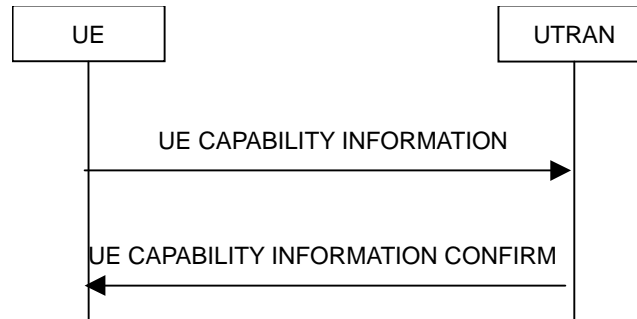 UE
UTRAN
UE CAPABILITY INFORMATION
UE CAPABILITY INFORMATION CONFIRM